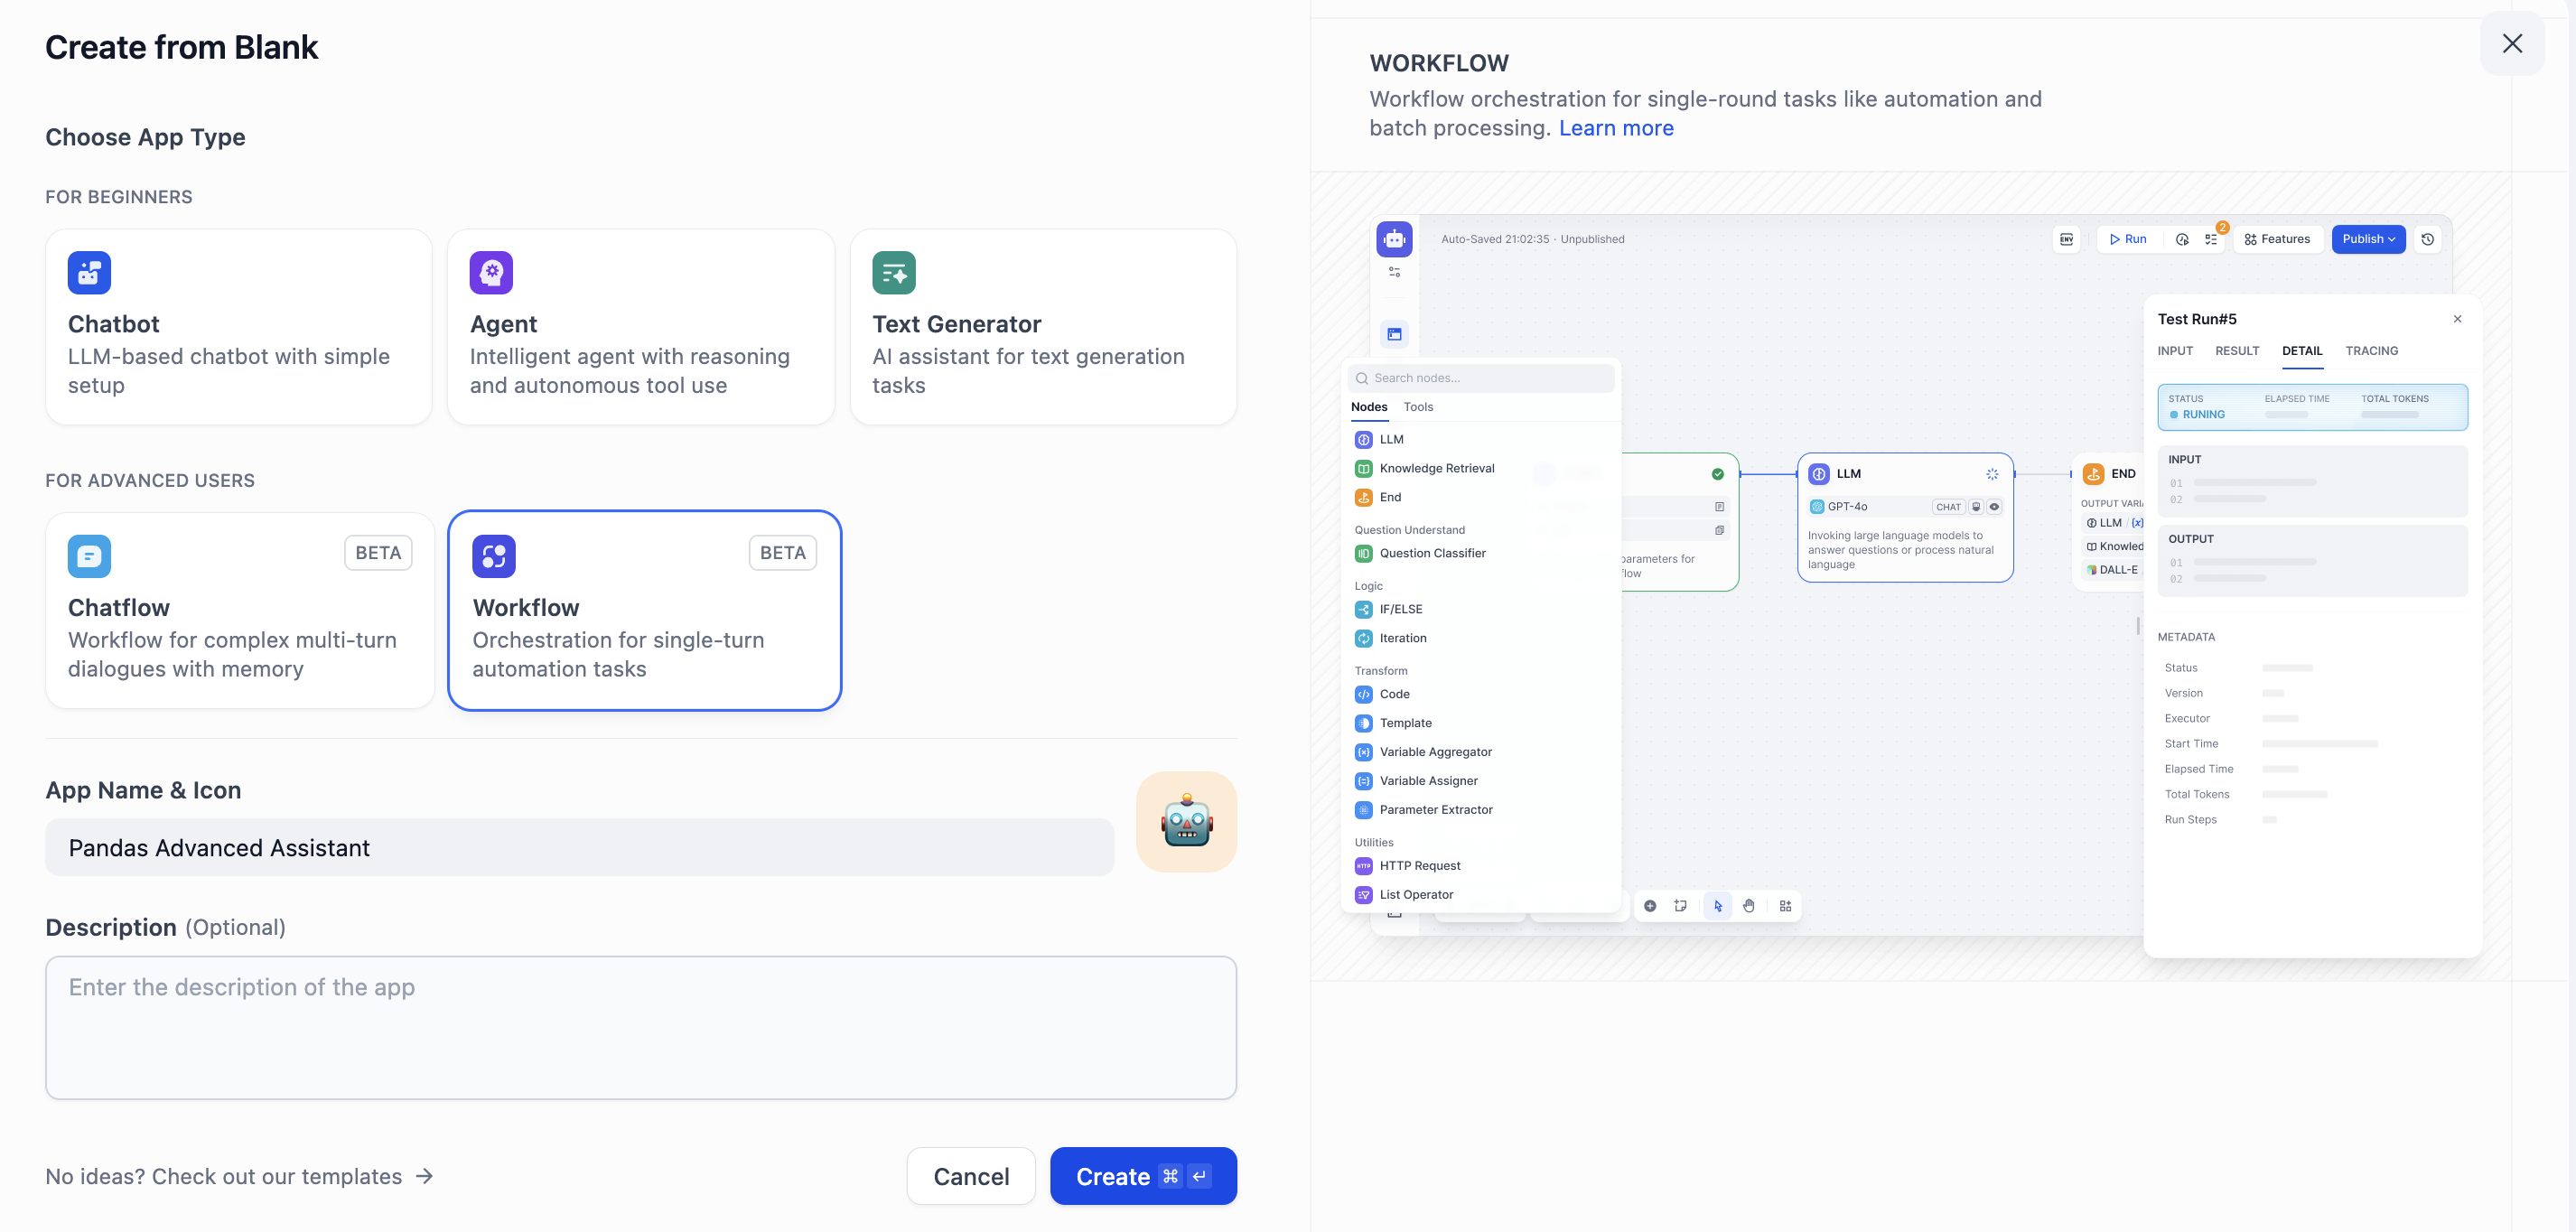 Create from Blank
Choose App Type
FOR BEGINNERS
Chatbot
LLM-based chatbot with simple
setup
Agent
Intelligent agent with reasoning
and autonomous tool use
Text Generator
AI assistant for text generation
tasks
FOR ADVANCED USERS
BETA
Chatflow
Workflow for complex multi-turn
dialogues with memory
BETA
Workflow
Orchestration for single-turn
automation tasks
App Name & Icon
Pandas Advanced Assistant
Description (Optional)
Enter the description of the app
No ideas? Check out our templates
Cancel
Create
WORKFLOW
Workflow orchestration for single-round tasks like automation and
batch processing. Learn more
Auto-Saved 21:02:35 · Unpublished
ENV
Run
2
Features
Publish
Search nodes...
Nodes Tools
LLM
Knowledge Retrieval
End
Question Understand
Question Classifier
Logic
IF/ELSE
Iteration
Transform
Code
Template
Variable Aggregator
Variable Assigner
Parameter Extractor
Utilities
HTTP HTTP Request
List Operator
parameters for
flow
LLM
GPT-4o CHAT
Invoking large language models to
answer questions or process natural
language
END
OUTPUT VARIA
LLM / {x}
Knowled
DALL-E
Test Run#5
INPUT RESULT DETAIL TRACING
STATUS ELAPSED TIME TOTAL TOKENS
RUNING
INPUT
01
02
OUTPUT
01
02
METADATA
Status
Version
Executor
Start Time
Elapsed Time
Total Tokens
Run Steps